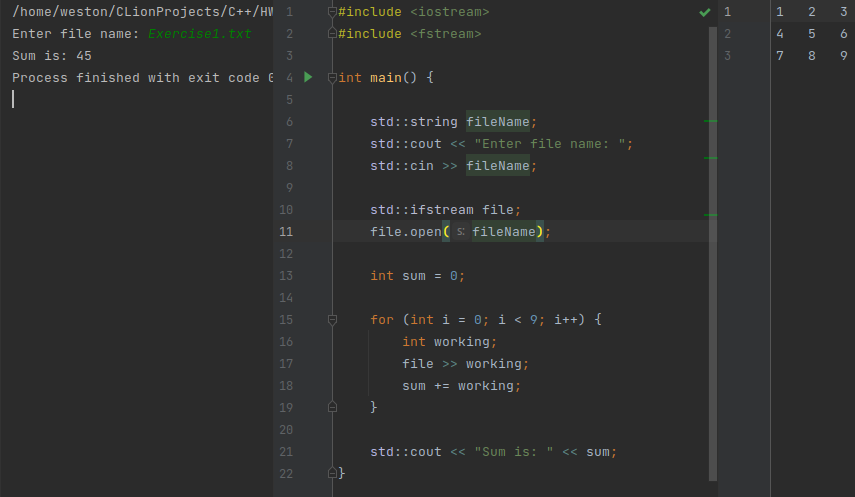 /home/weston/CLionProjects/C++/HW
Enter file name: Exercise1.txt
Sum is: 45
Process finished with exit code 0
1 #include <iostream>
2 #include <fstream>
3
4 int main() {
5
6 std::string fileName;
7 std::cout << "Enter file name: ";
8 std::cin >> fileName;
9
10 std::ifstream file;
11 file.open( s: fileName);
12
13 int sum = 0;
14
15 for (int i = 0; i < 9; i++) {
16 int working;
17 file >> working;
18 sum += working;
19 }
20
21 std::cout << "Sum is: " << sum;
22 }
1 1 2 3
2 4 5 6
3 7 8 9